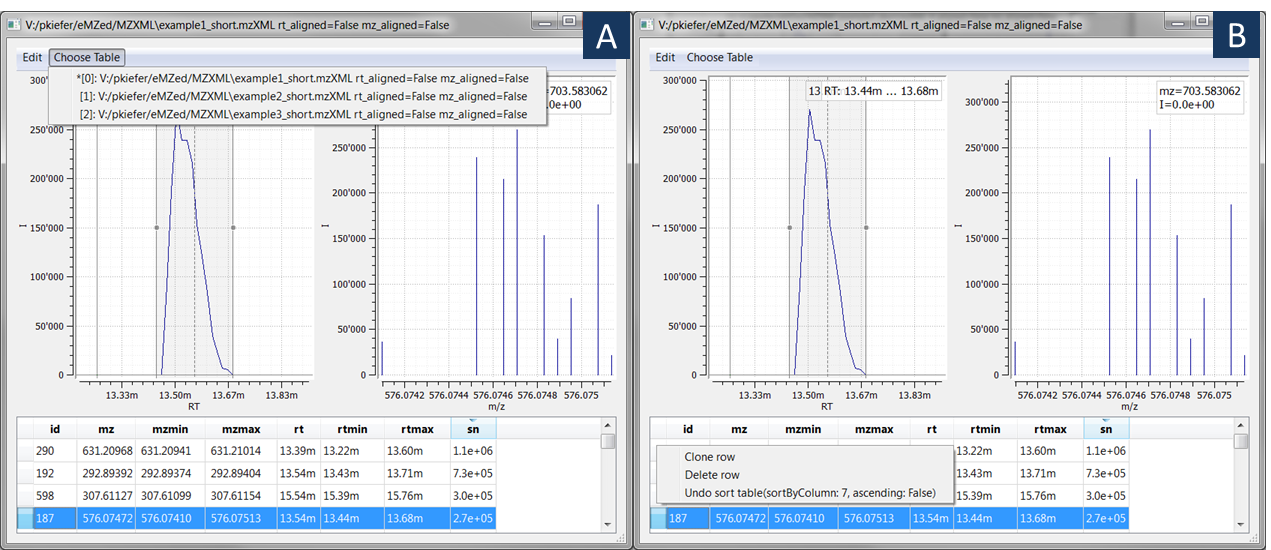 V:/pkiefer/eMZed/MZXML\example1_short.mzXML rt_aligned=False mz_aligned=False
A
Edit Choose Table
*[0]: V:/pkiefer/eMZed/MZXML\example1_short.mzXML rt_aligned=False mz_aligned=False
[1]: V:/pkiefer/eMZed/MZXML\example2_short.mzXML rt_aligned=False mz_aligned=False
[2]: V:/pkiefer/eMZed/MZXML\example3_short.mzXML rt_aligned=False mz_aligned=False
=703.583062
0e+00
300'
250'000
200'000
150'000
100'000
50'000
0
I
13.33m 13.50m 13.67m 13.83m
RT
250'000
200'000
150'000
100'000
50'000
0
I
576.0742 576.0744 576.0746 576.0748 576.075
m/z
id mz mzmin mzmax rt rtmin rtmax sn
290 631.20968 631.20941 631.21014 13.39m 13.22m 13.60m 1.1e+06
192 292.89392 292.89374 292.89404 13.54m 13.43m 13.71m 7.3e+05
598 307.61127 307.61099 307.61154 15.54m 15.39m 15.76m 3.0e+05
187 576.07472 576.07410 576.07513 13.54m 13.44m 13.68m 2.7e+05
V:/pkiefer/eMZed/MZXML\example1_short.mzXML rt_aligned=False mz_aligned=False
B
Edit Choose Table
13 RT: 13.44m ... 13.68m
300'000
250'000
200'000
150'000
100'000
50'000
0
I
13.33m 13.50m 13.67m 13.83m
RT
mz=703.583062
I=0.0e+00
300'000
250'000
200'000
150'000
100'000
50'000
0
I
576.0742 576.0744 576.0746 576.0748 576.075
m/z
id mz mzmin mzmax rt rtmin rtmax sn
13.22m 13.60m 1.1e+06
13.43m 13.71m 7.3e+05
15.39m 15.76m 3.0e+05
Clone row
Delete row
Undo sort table(sortByColumn: 7, ascending: False)
187 576.07472 576.07410 576.07513 13.54m 13.44m 13.68m 2.7e+05